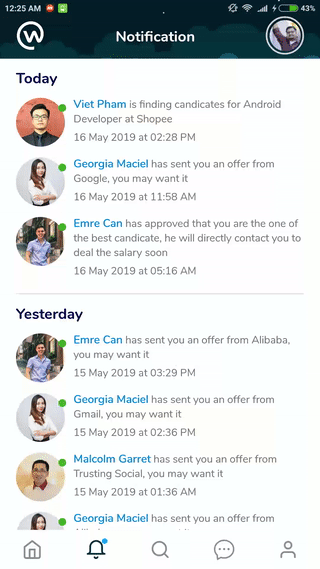 12:25 AM
43%
Notification
Today
Viet Pham is finding candidates for Android
Developer at Shopee
16 May 2019 at 02:28 PM
Georgia Maciel has sent you an offer from
Google, you may want it
16 May 2019 at 11:58 AM
Emre Can has approved that you are the one of
the best candicate, he will directly contact you to
deal the salary soon
16 May 2019 at 05:16 AM
Yesterday
Emre Can has sent you an offer from Alibaba,
you may want it
15 May 2019 at 03:29 PM
Georgia Maciel has sent you an offer from
Gmail, you may want it
15 May 2019 at 02:36 PM
Malcolm Garret has sent you an offer from
Trusting Social, you may want it
15 May 2019 at 01:36 AM
Georgia Maciel has sent you an offer from